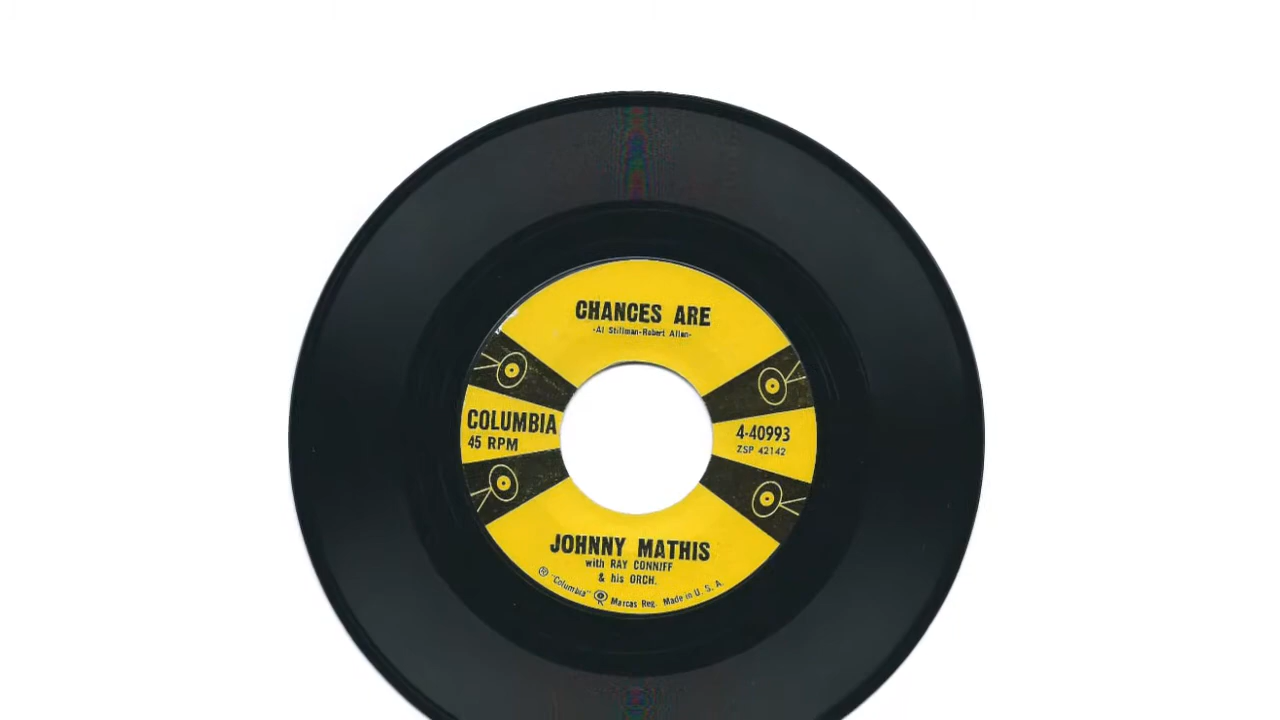 CHANCES ARE
-Al Stillman-Robert Allen-
COLUMBIA
45 RPM
4-40993
ZSP 42142
JOHNNY MATHIS
with RAY CONNIFF
& his ORCH.
Ⓡ "Columbia" Marcas Reg. Made in U. S. A.